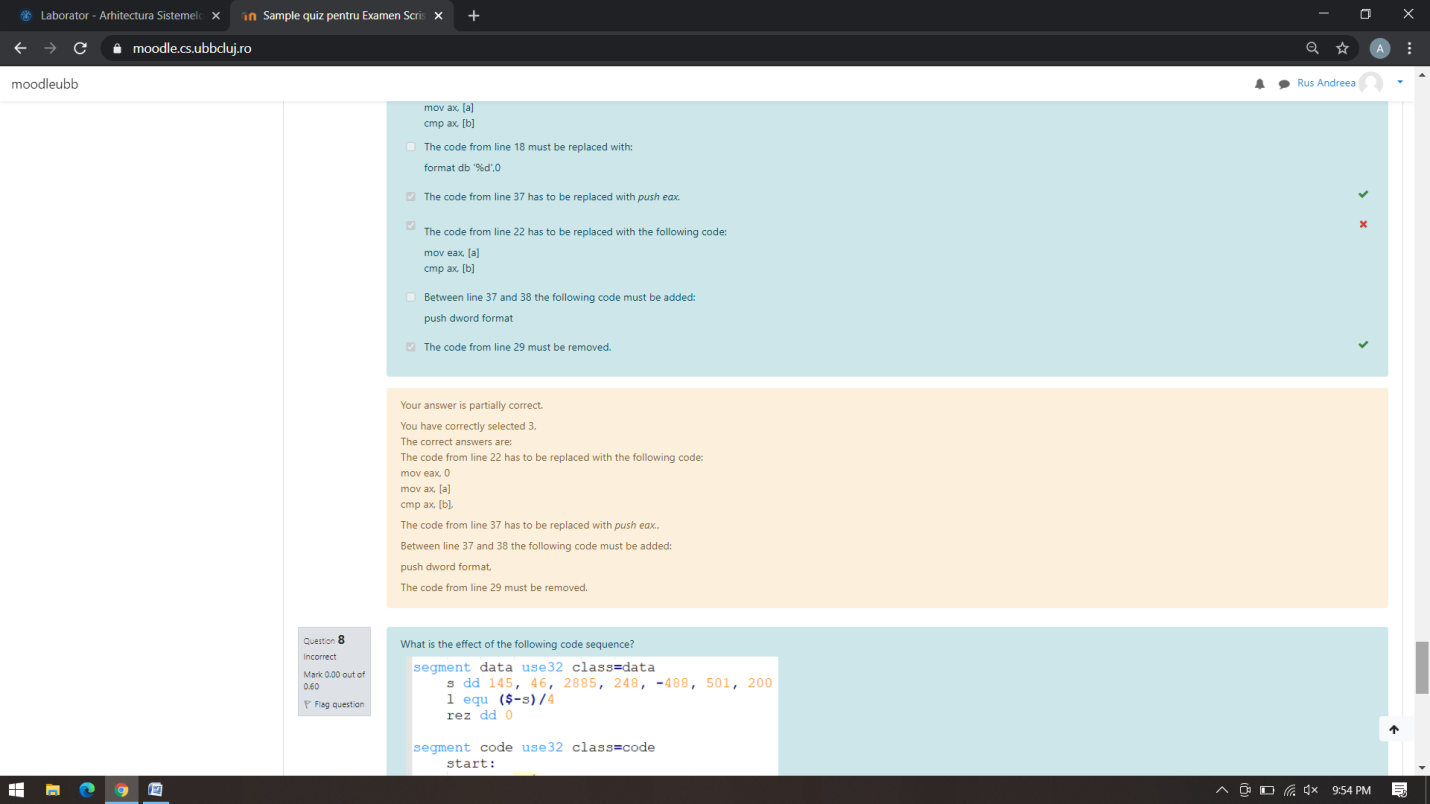 Laborator - Arhitectura Sistemelo
Sample quiz pentru Examen Scris
moodle.cs.ubbcluj.ro
A
moodleubb
Rus Andreea
mov ax, [a]
cmp ax, [b]
The code from line 18 must be replaced with:
format db '%d',0
The code from line 37 has to be replaced with push eax.
The code from line 22 has to be replaced with the following code:
mov eax, [a]
cmp ax, [b]
Between line 37 and 38 the following code must be added:
push dword format
The code from line 29 must be removed.
Your answer is partially correct.
You have correctly selected 3.
The correct answers are:
The code from line 22 has to be replaced with the following code:
mov eax, 0
mov ax, [a]
cmp ax, [b],
The code from line 37 has to be replaced with push eax.,
Between line 37 and 38 the following code must be added:
push dword format,
The code from line 29 must be removed.
Question 8
Incorrect
Mark 0.00 out of
0.60
Flag question
What is the effect of the following code sequence?
segment data use32 class=data
s dd 145, 46, 2885, 248, -488, 501, 200
l equ ($-s)/4
rez dd 0
segment code use32 class=code
start:
9:54 PM